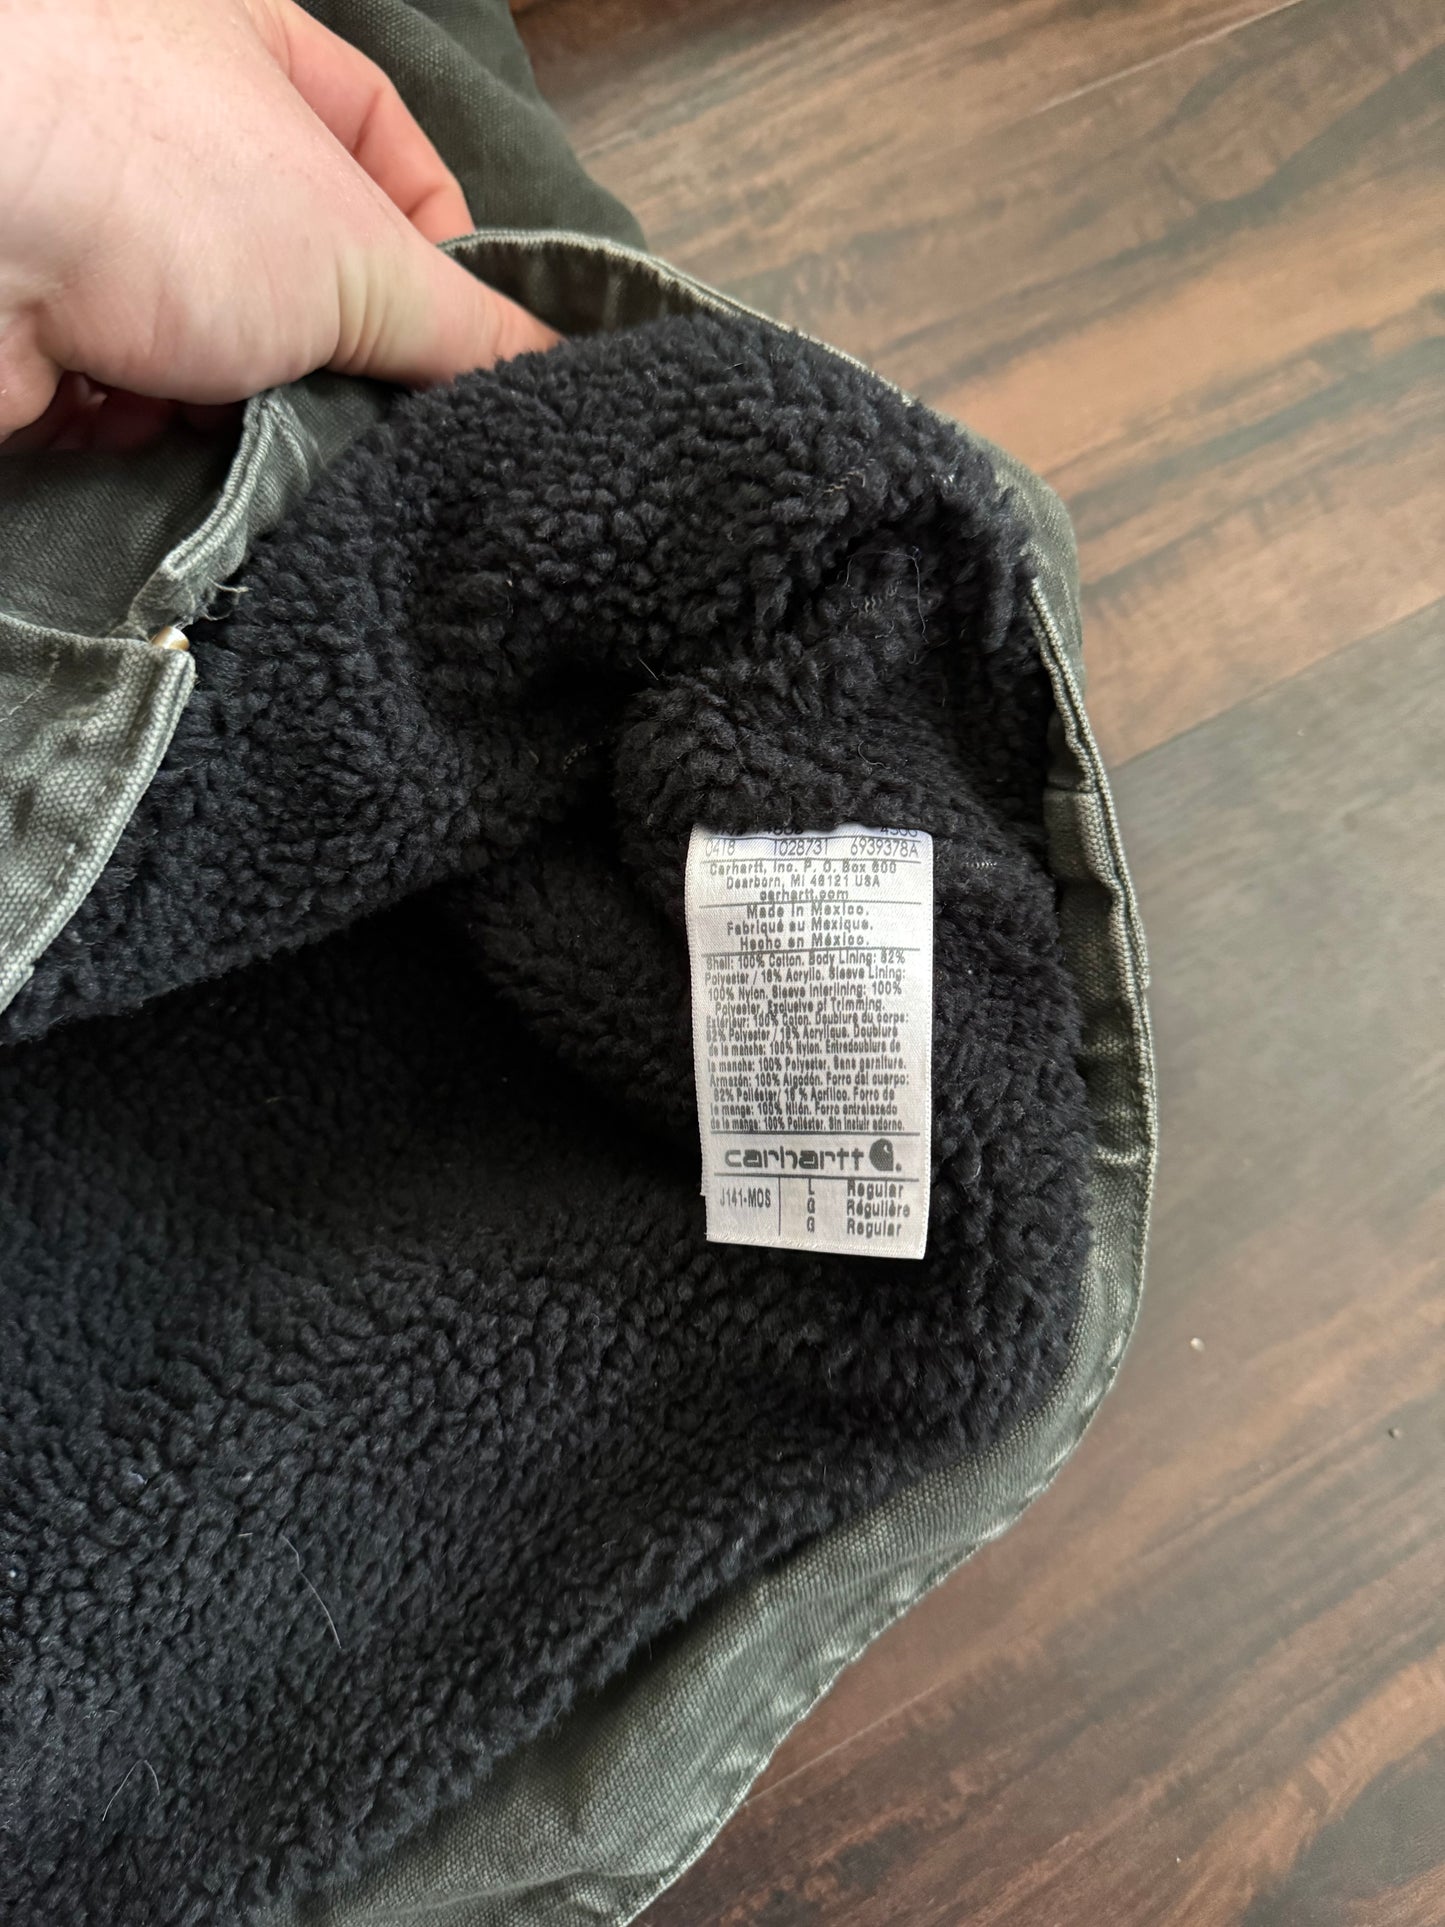 0418 1028731 6939378A
Carhartt, Inc. P. O. Box 600
Dearborn, MI 48121 USA
carhartt.com
Made in Mexico.
Fabriqué au Mexique.
Hecho en México.
Shell: 100% Cotton. Body Lining: 82%
Polyester / 18% Acrylic. Sleeve Lining:
100% Nylon. Sleeve Interlining: 100%
Polyester. Exclusive of Trimming.
Extérieur: 100% Coton. Doublure du corps:
82% Polyester / 18% Acrylique. Doublure
de la manche: 100% Nylon. Entredoublure de
la manche: 100% Polyester. Sans garniture.
Armazón: 100% Algodón. Forro del cuerpo:
82% Poliéster/ 18 % Acrílico. Forro de
la manga: 100% Nilón. Forro entrelazado
de la manga: 100% Poliéster. Sin incluir adorno.
carhartt
J141-MOS L Regular
G Régulière
G Regular